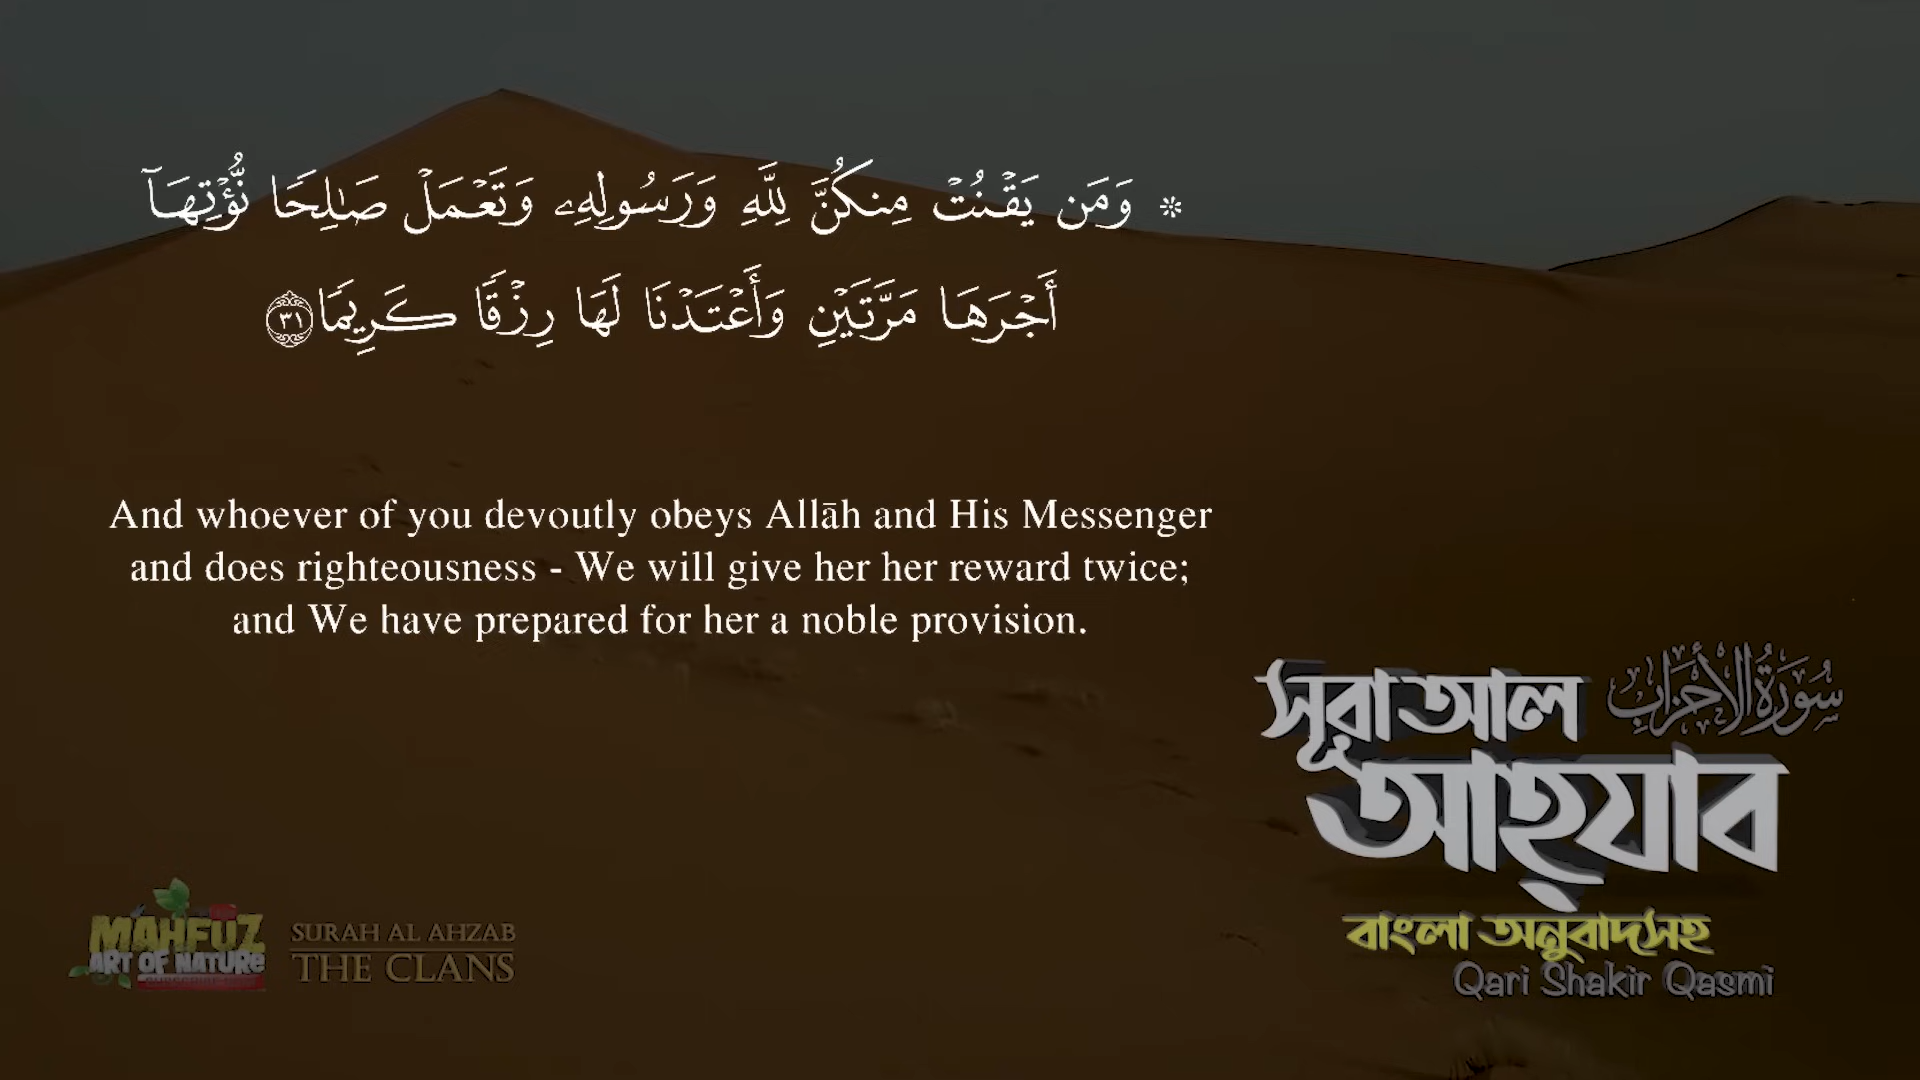 ۞ وَمَن يَقْنُتْ مِنكُنَّ لِلَّهِ وَرَسُولِهِۦ وَتَعْمَلْ صَـٰلِحًا نُّؤْتِهَآ
أَجْرَهَا مَرَّتَيْنِ وَأَعْتَدْنَا لَهَا رِزْقًا كَرِيمًا ٣١
And whoever of you devoutly obeys Allāh and His Messenger
and does righteousness - We will give her her reward twice;
and We have prepared for her a noble provision.
সূরা আল
سُورَةُ الأَحْزَابِ
আহ্‌যাব
বাংলা অনুবাদসহ
Qari Shakir Qasmi
MAHFUZ
ART OF NATURE
SURAH AL AHZAB
THE CLANS